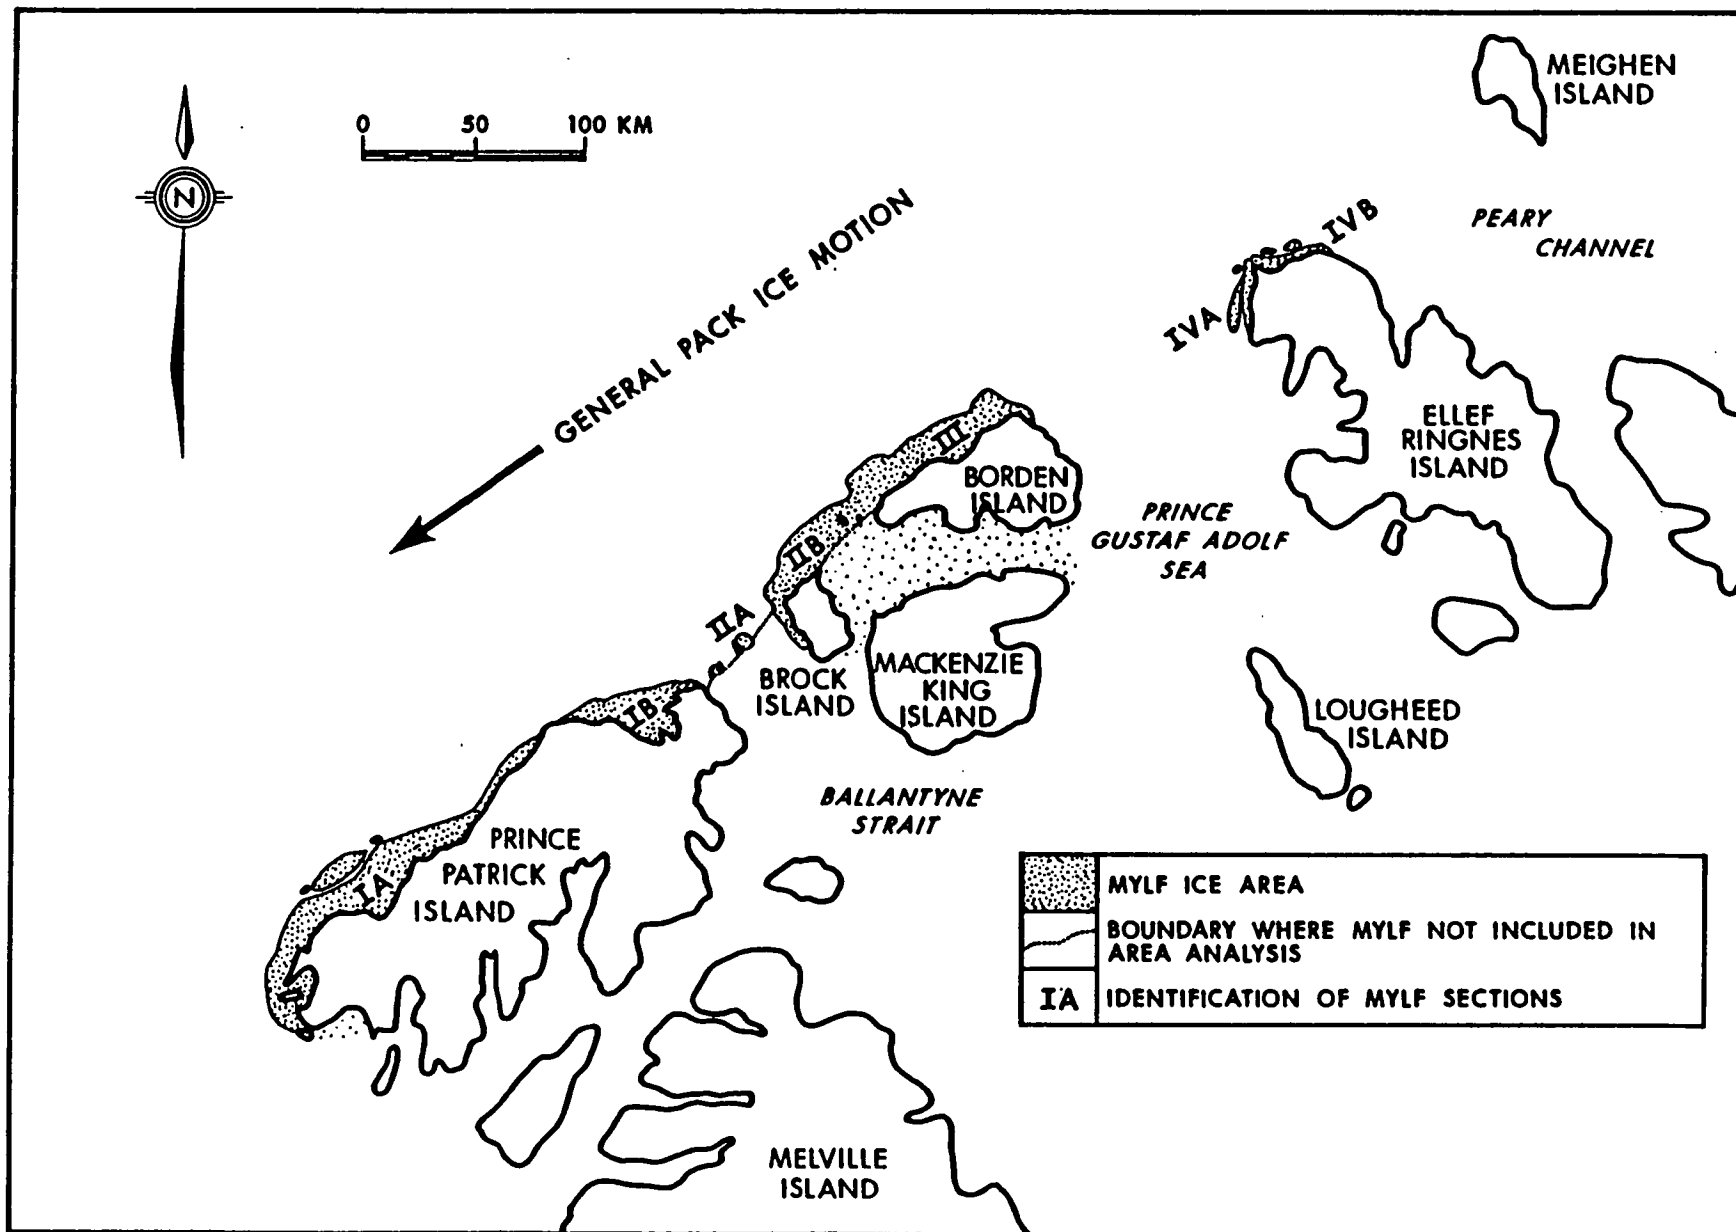 MEIGHEN
ISLAND
0 50 100 KM
N
GENERAL PACK ICE MOTION
PEARY
CHANNEL
IVB
IVA
III
BORDEN
ISLAND
ELLEF
RINGNES
ISLAND
PRINCE
GUSTAF ADOLF
SEA
IIB
IIA
BROCK
ISLAND
MACKENZIE
KING
ISLAND
IB
LOUGHEED
ISLAND
BALLANTYNE
STRAIT
PRINCE
PATRICK
ISLAND
IA
MYLF ICE AREA
BOUNDARY WHERE MYLF NOT INCLUDED IN
AREA ANALYSIS
IA IDENTIFICATION OF MYLF SECTIONS
MELVILLE
ISLAND